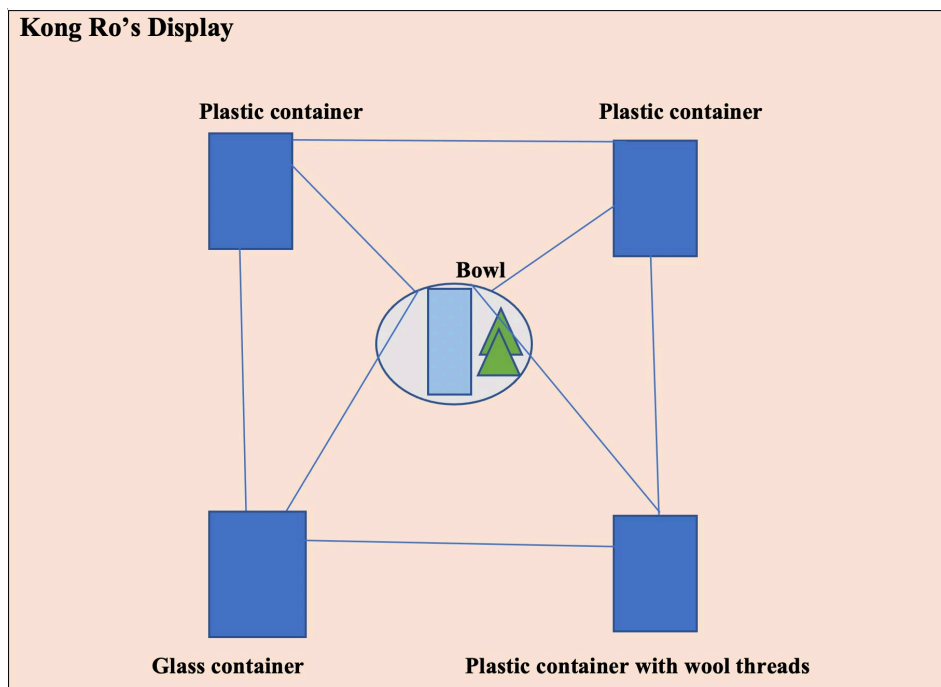 Kong Ro’s Display
Plastic container
Plastic container
Bowl
Glass container
Plastic container with wool threads